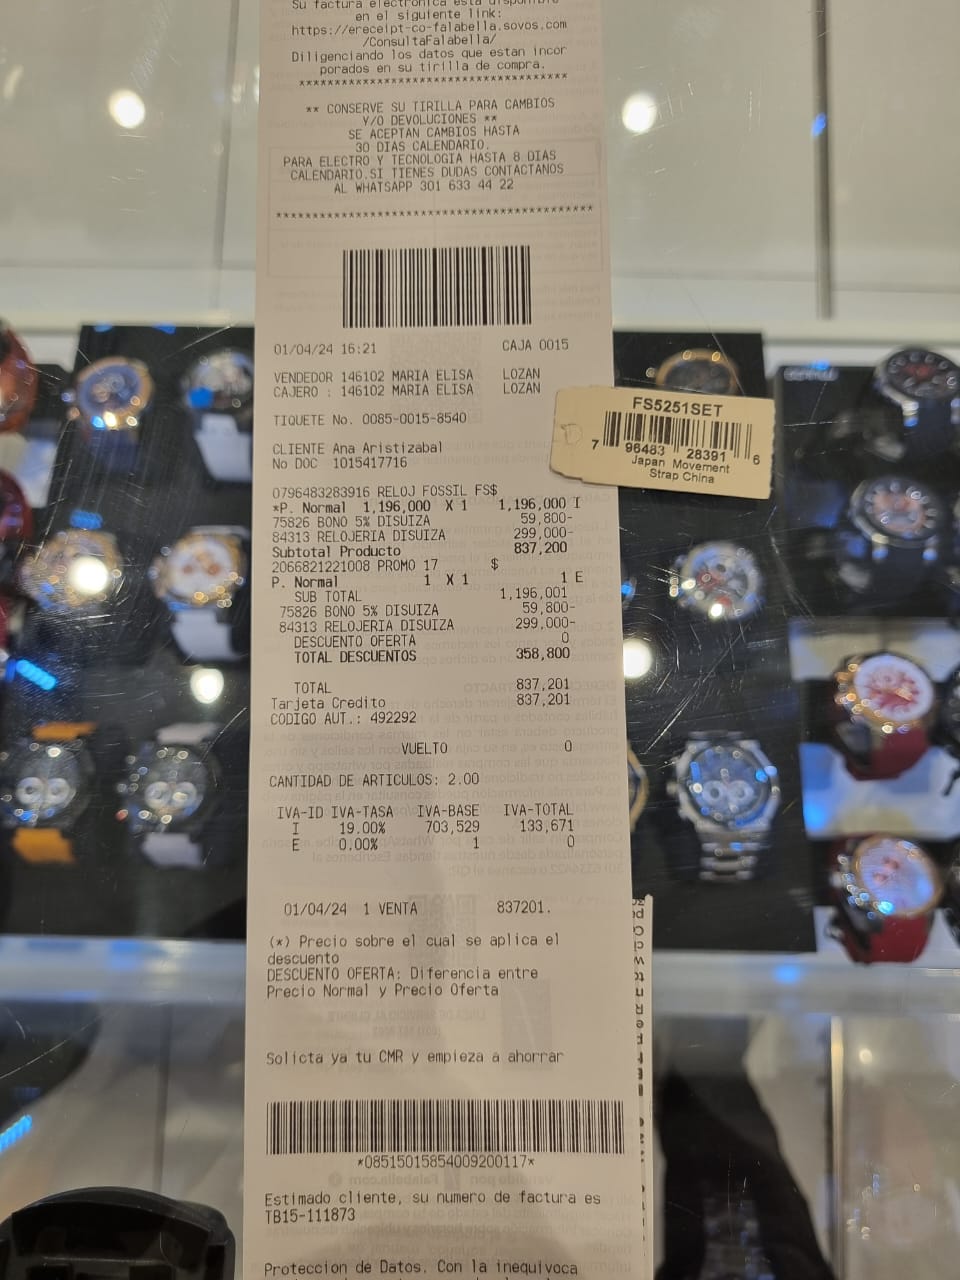 Su factura electronica esta disponible
en el siguiente link:
https://ereceipt-co-falabella.sovos.com
/ConsultaFalabella/
Diligenciando los datos que estan incor
porados en su tirilla de compra.
**************************************
** CONSERVE SU TIRILLA PARA CAMBIOS
Y/O DEVOLUCIONES **
SE ACEPTAN CAMBIOS HASTA
30 DIAS CALENDARIO.
PARA ELECTRO Y TECNOLOGIA HASTA 8 DIAS
CALENDARIO.SI TIENES DUDAS CONTACTANOS
AL WHATSAPP 301 633 44 22
****************************************
01/04/24 16:21 CAJA 0015
VENDEDOR 146102 MARIA ELISA LOZAN
CAJERO : 146102 MARIA ELISA LOZAN
TIQUETE No. 0085-0015-8540
CLIENTE Ana Aristizabal
No DOC 1015417716
0796483283916 RELOJ FOSSIL FS$
*P. Normal 1,196,000 X 1 1,196,000 I
75826 BONO 5% DISUIZA 59,800-
84313 RELOJERIA DISUIZA 299,000-
Subtotal Producto 837,200
2066821221008 PROMO 17 $
P. Normal 1 X 1 1 E
SUB TOTAL 1,196,001
75826 BONO 5% DISUIZA 59,800-
84313 RELOJERIA DISUIZA 299,000-
DESCUENTO OFERTA 0
TOTAL DESCUENTOS 358,800
TOTAL 837,201
Tarjeta Credito 837,201
CODIGO AUT.: 492292
VUELTO 0
CANTIDAD DE ARTICULOS: 2.00
IVA-ID IVA-TASA IVA-BASE IVA-TOTAL
I 19.00% 703,529 133,671
E 0.00% 1 0
01/04/24 1 VENTA 837201.
(*) Precio sobre el cual se aplica el
descuento
DESCUENTO OFERTA: Diferencia entre
Precio Normal y Precio Oferta
Solicta ya tu CMR y empieza a ahorrar
*08515015854009200117*
Estimado cliente, su numero de factura es
TB15-111873
Proteccion de Datos. Con la inequivoca
FS5251SET
7 96483 28391 6
Japan Movement
Strap China